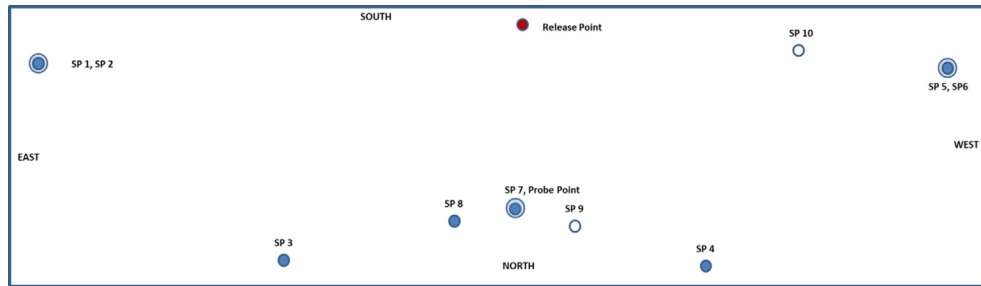 SOUTH
Release Point
SP 10
SP 1, SP 2
SP 5, SP6
WEST
EAST
SP 7, Probe Point
SP 8
SP 9
SP 3
SP 4
NORTH